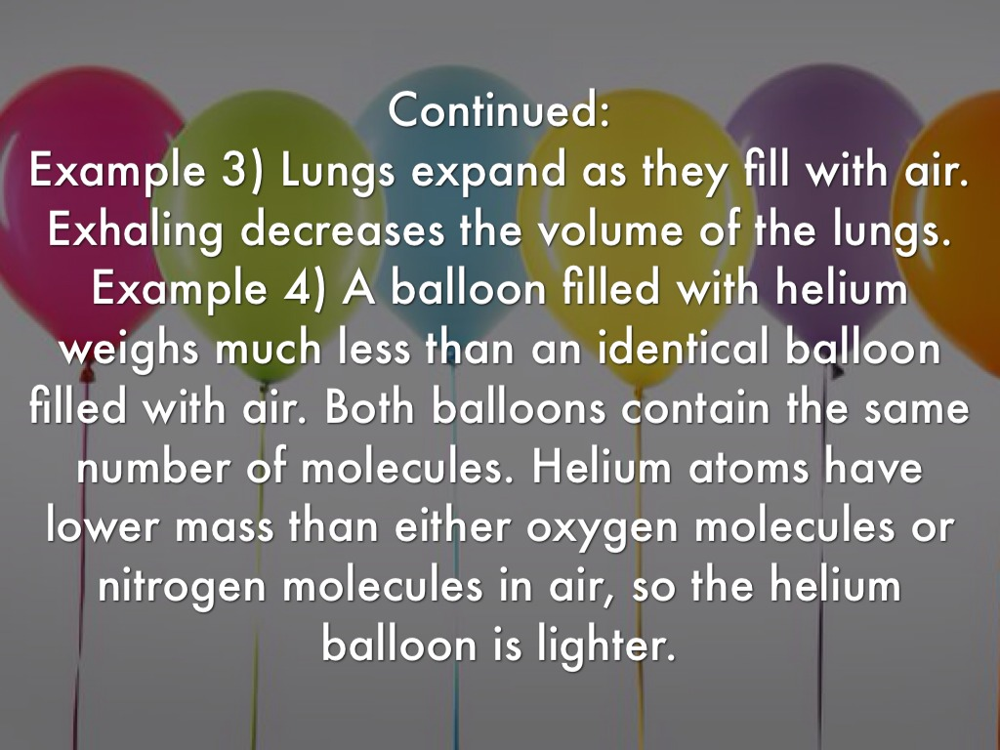 Continued:
Example 3) Lungs expand as they fill with air.
Exhaling decreases the volume of the lungs.
Example 4) A balloon filled with helium
weighs much less than an identical balloon
filled with air. Both balloons contain the same
number of molecules. Helium atoms have
lower mass than either oxygen molecules or
nitrogen molecules in air, so the helium
balloon is lighter.